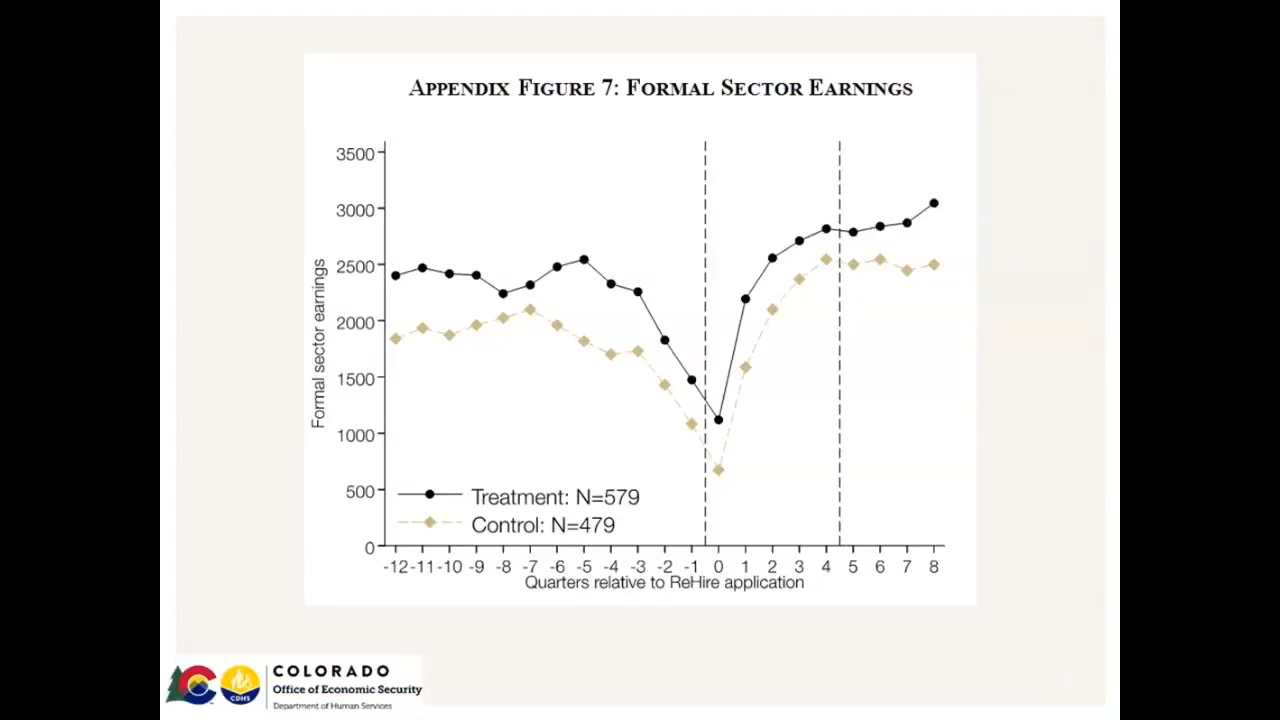 APPENDIX FIGURE 7: FORMAL SECTOR EARNINGS
3500
3000
2500
2000
1500
1000
500
0
Formal sector earnings
Treatment: N=579
Control: N=479
-12 -11 -10 -9 -8 -7 -6 -5 -4 -3 -2 -1 0 1 2 3 4 5 6 7 8
Quarters relative to ReHire application
C
CDHS
COLORADO
Office of Economic Security
Department of Human Services